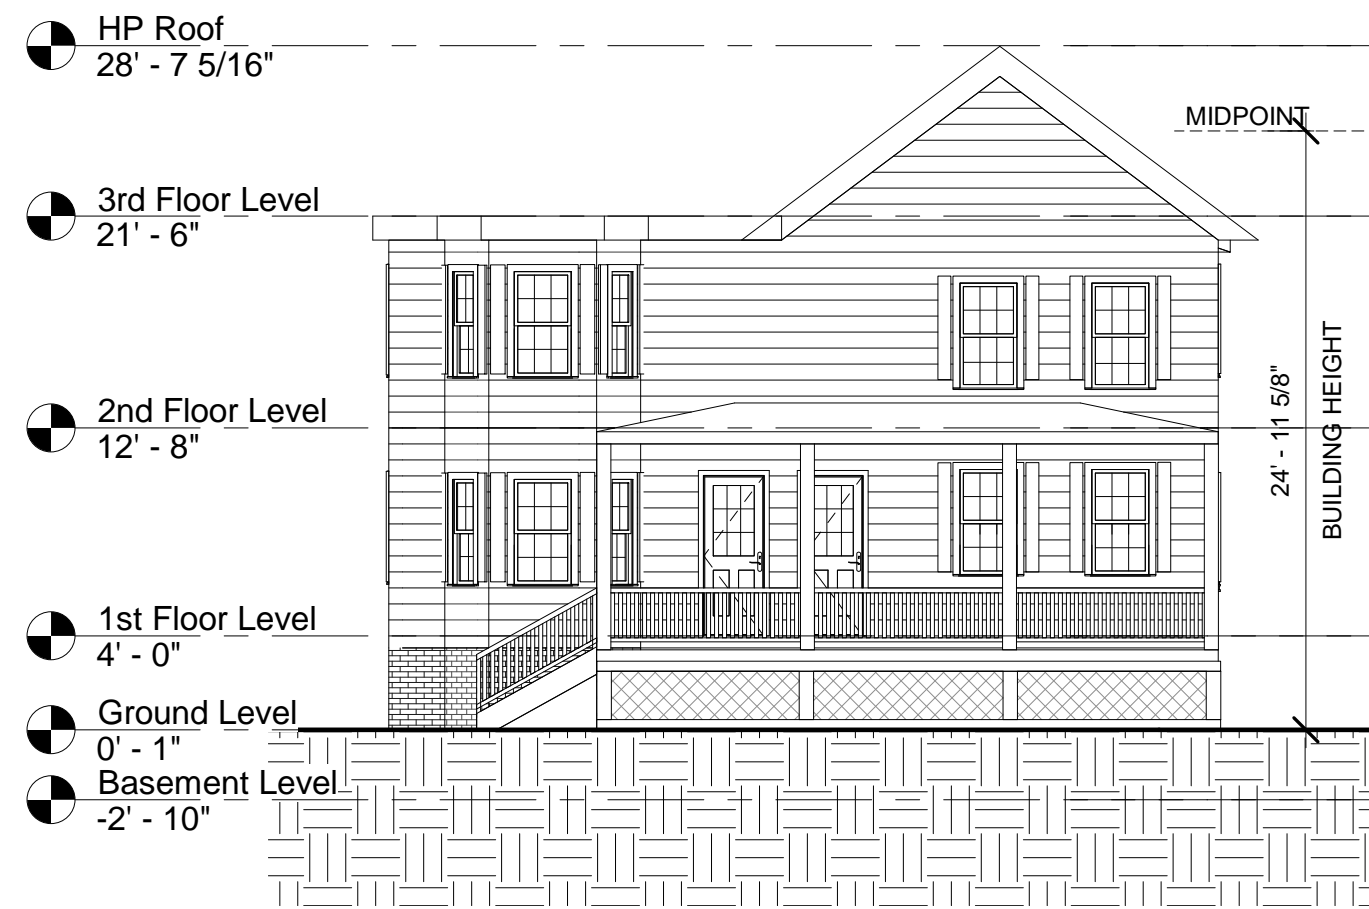 HP Roof
28' - 7 5/16"
MIDPOINT
3rd Floor Level
21' - 6"
2nd Floor Level
12' - 8"
24' - 11 5/8"
BUILDING HEIGHT
1st Floor Level
4' - 0"
Ground Level
0' - 1"
Basement Level
-2' - 10"